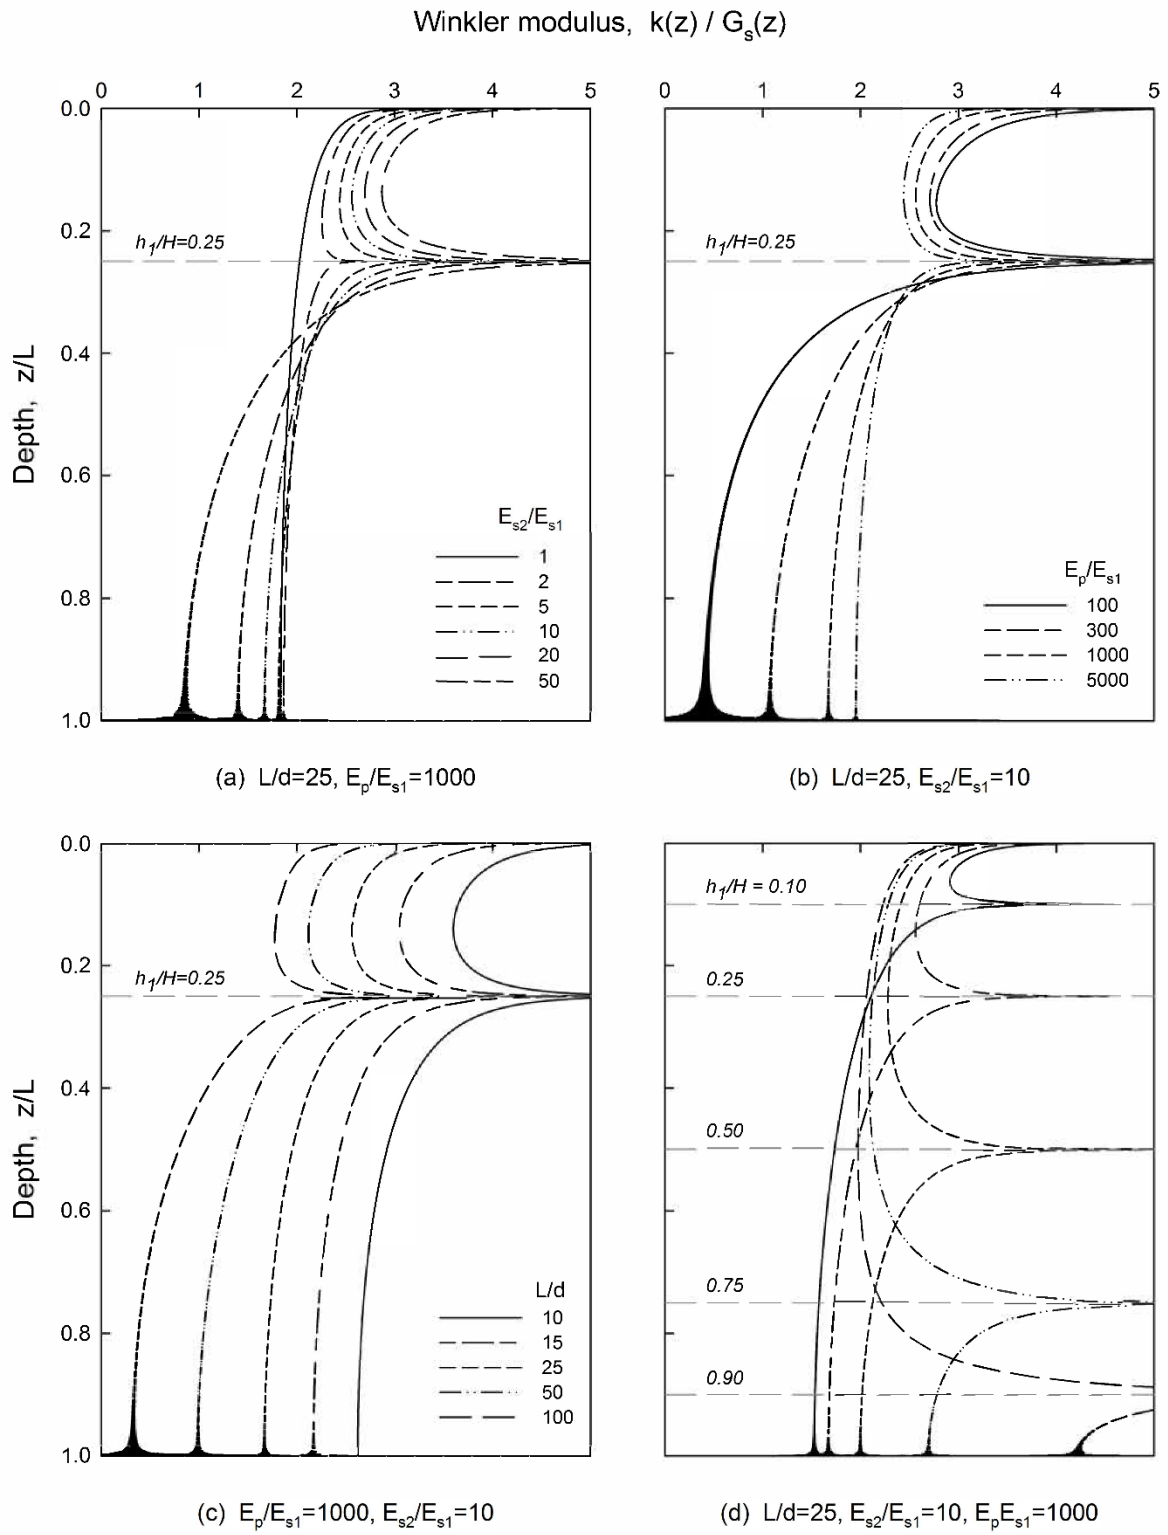 Winkler modulus, k(z) / Gs(z)
0 1 2 3 4 5
0 1 2 3 4 5
0.0
0.2
0.4
0.6
0.8
1.0
Depth, z/L
h1/H=0.25
Es2/Es1
1
2
5
10
20
50
(a) L/d=25, Ep/Es1=1000
h1/H=0.25
Ep/Es1
100
300
1000
5000
(b) L/d=25, Es2/Es1=10
0.0
0.2
0.4
0.6
0.8
1.0
Depth, z/L
h1/H=0.25
L/d
10
15
25
50
100
(c) Ep/Es1=1000, Es2/Es1=10
h1/H = 0.10
0.25
0.50
0.75
0.90
(d) L/d=25, Es2/Es1=10, EpEs1=1000